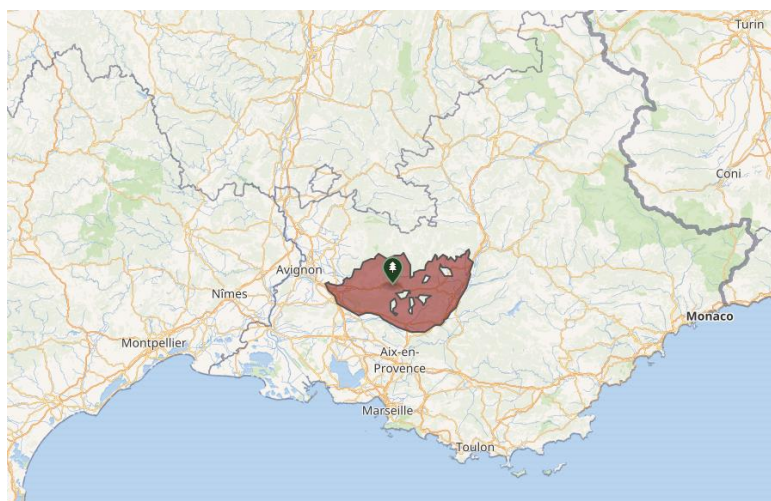 Turin
Coni
Avignon
Nîmes
Monaco
Montpellier
Aix-en-
Provence
Marseille
Toulon